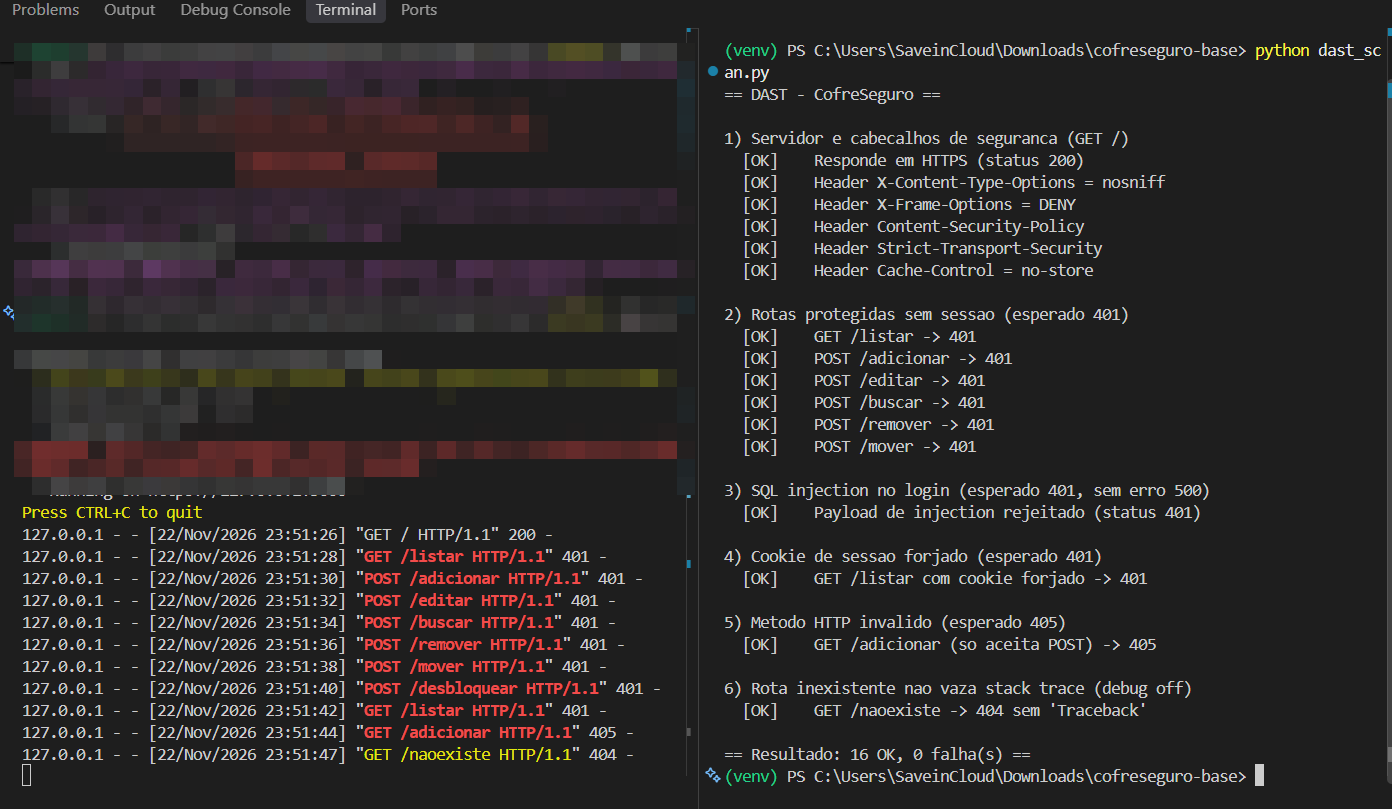 Problems Output Debug Console Terminal Ports
Press CTRL+C to quit
127.0.0.1 - - [22/Nov/2026 23:51:26] "GET / HTTP/1.1" 200 -
127.0.0.1 - - [22/Nov/2026 23:51:28] "GET /listar HTTP/1.1" 401 -
127.0.0.1 - - [22/Nov/2026 23:51:30] "POST /adicionar HTTP/1.1" 401 -
127.0.0.1 - - [22/Nov/2026 23:51:32] "POST /editar HTTP/1.1" 401 -
127.0.0.1 - - [22/Nov/2026 23:51:34] "POST /buscar HTTP/1.1" 401 -
127.0.0.1 - - [22/Nov/2026 23:51:36] "POST /remover HTTP/1.1" 401 -
127.0.0.1 - - [22/Nov/2026 23:51:38] "POST /mover HTTP/1.1" 401 -
127.0.0.1 - - [22/Nov/2026 23:51:40] "POST /desbloquear HTTP/1.1" 401 -
127.0.0.1 - - [22/Nov/2026 23:51:42] "GET /listar HTTP/1.1" 401 -
127.0.0.1 - - [22/Nov/2026 23:51:44] "GET /adicionar HTTP/1.1" 405 -
127.0.0.1 - - [22/Nov/2026 23:51:47] "GET /naoexiste HTTP/1.1" 404 -
(venv) PS C:\Users\SaveinCloud\Downloads\cofreseguro-base> python dast_sc
an.py
== DAST - CofreSeguro ==
1) Servidor e cabecalhos de seguranca (GET /)
[OK] Responde em HTTPS (status 200)
[OK] Header X-Content-Type-Options = nosniff
[OK] Header X-Frame-Options = DENY
[OK] Header Content-Security-Policy
[OK] Header Strict-Transport-Security
[OK] Header Cache-Control = no-store
2) Rotas protegidas sem sessao (esperado 401)
[OK] GET /listar -> 401
[OK] POST /adicionar -> 401
[OK] POST /editar -> 401
[OK] POST /buscar -> 401
[OK] POST /remover -> 401
[OK] POST /mover -> 401
3) SQL injection no login (esperado 401, sem erro 500)
[OK] Payload de injection rejeitado (status 401)
4) Cookie de sessao forjado (esperado 401)
[OK] GET /listar com cookie forjado -> 401
5) Metodo HTTP invalido (esperado 405)
[OK] GET /adicionar (so aceita POST) -> 405
6) Rota inexistente nao vaza stack trace (debug off)
[OK] GET /naoexiste -> 404 sem 'Traceback'
== Resultado: 16 OK, 0 falha(s) ==
(venv) PS C:\Users\SaveinCloud\Downloads\cofreseguro-base>